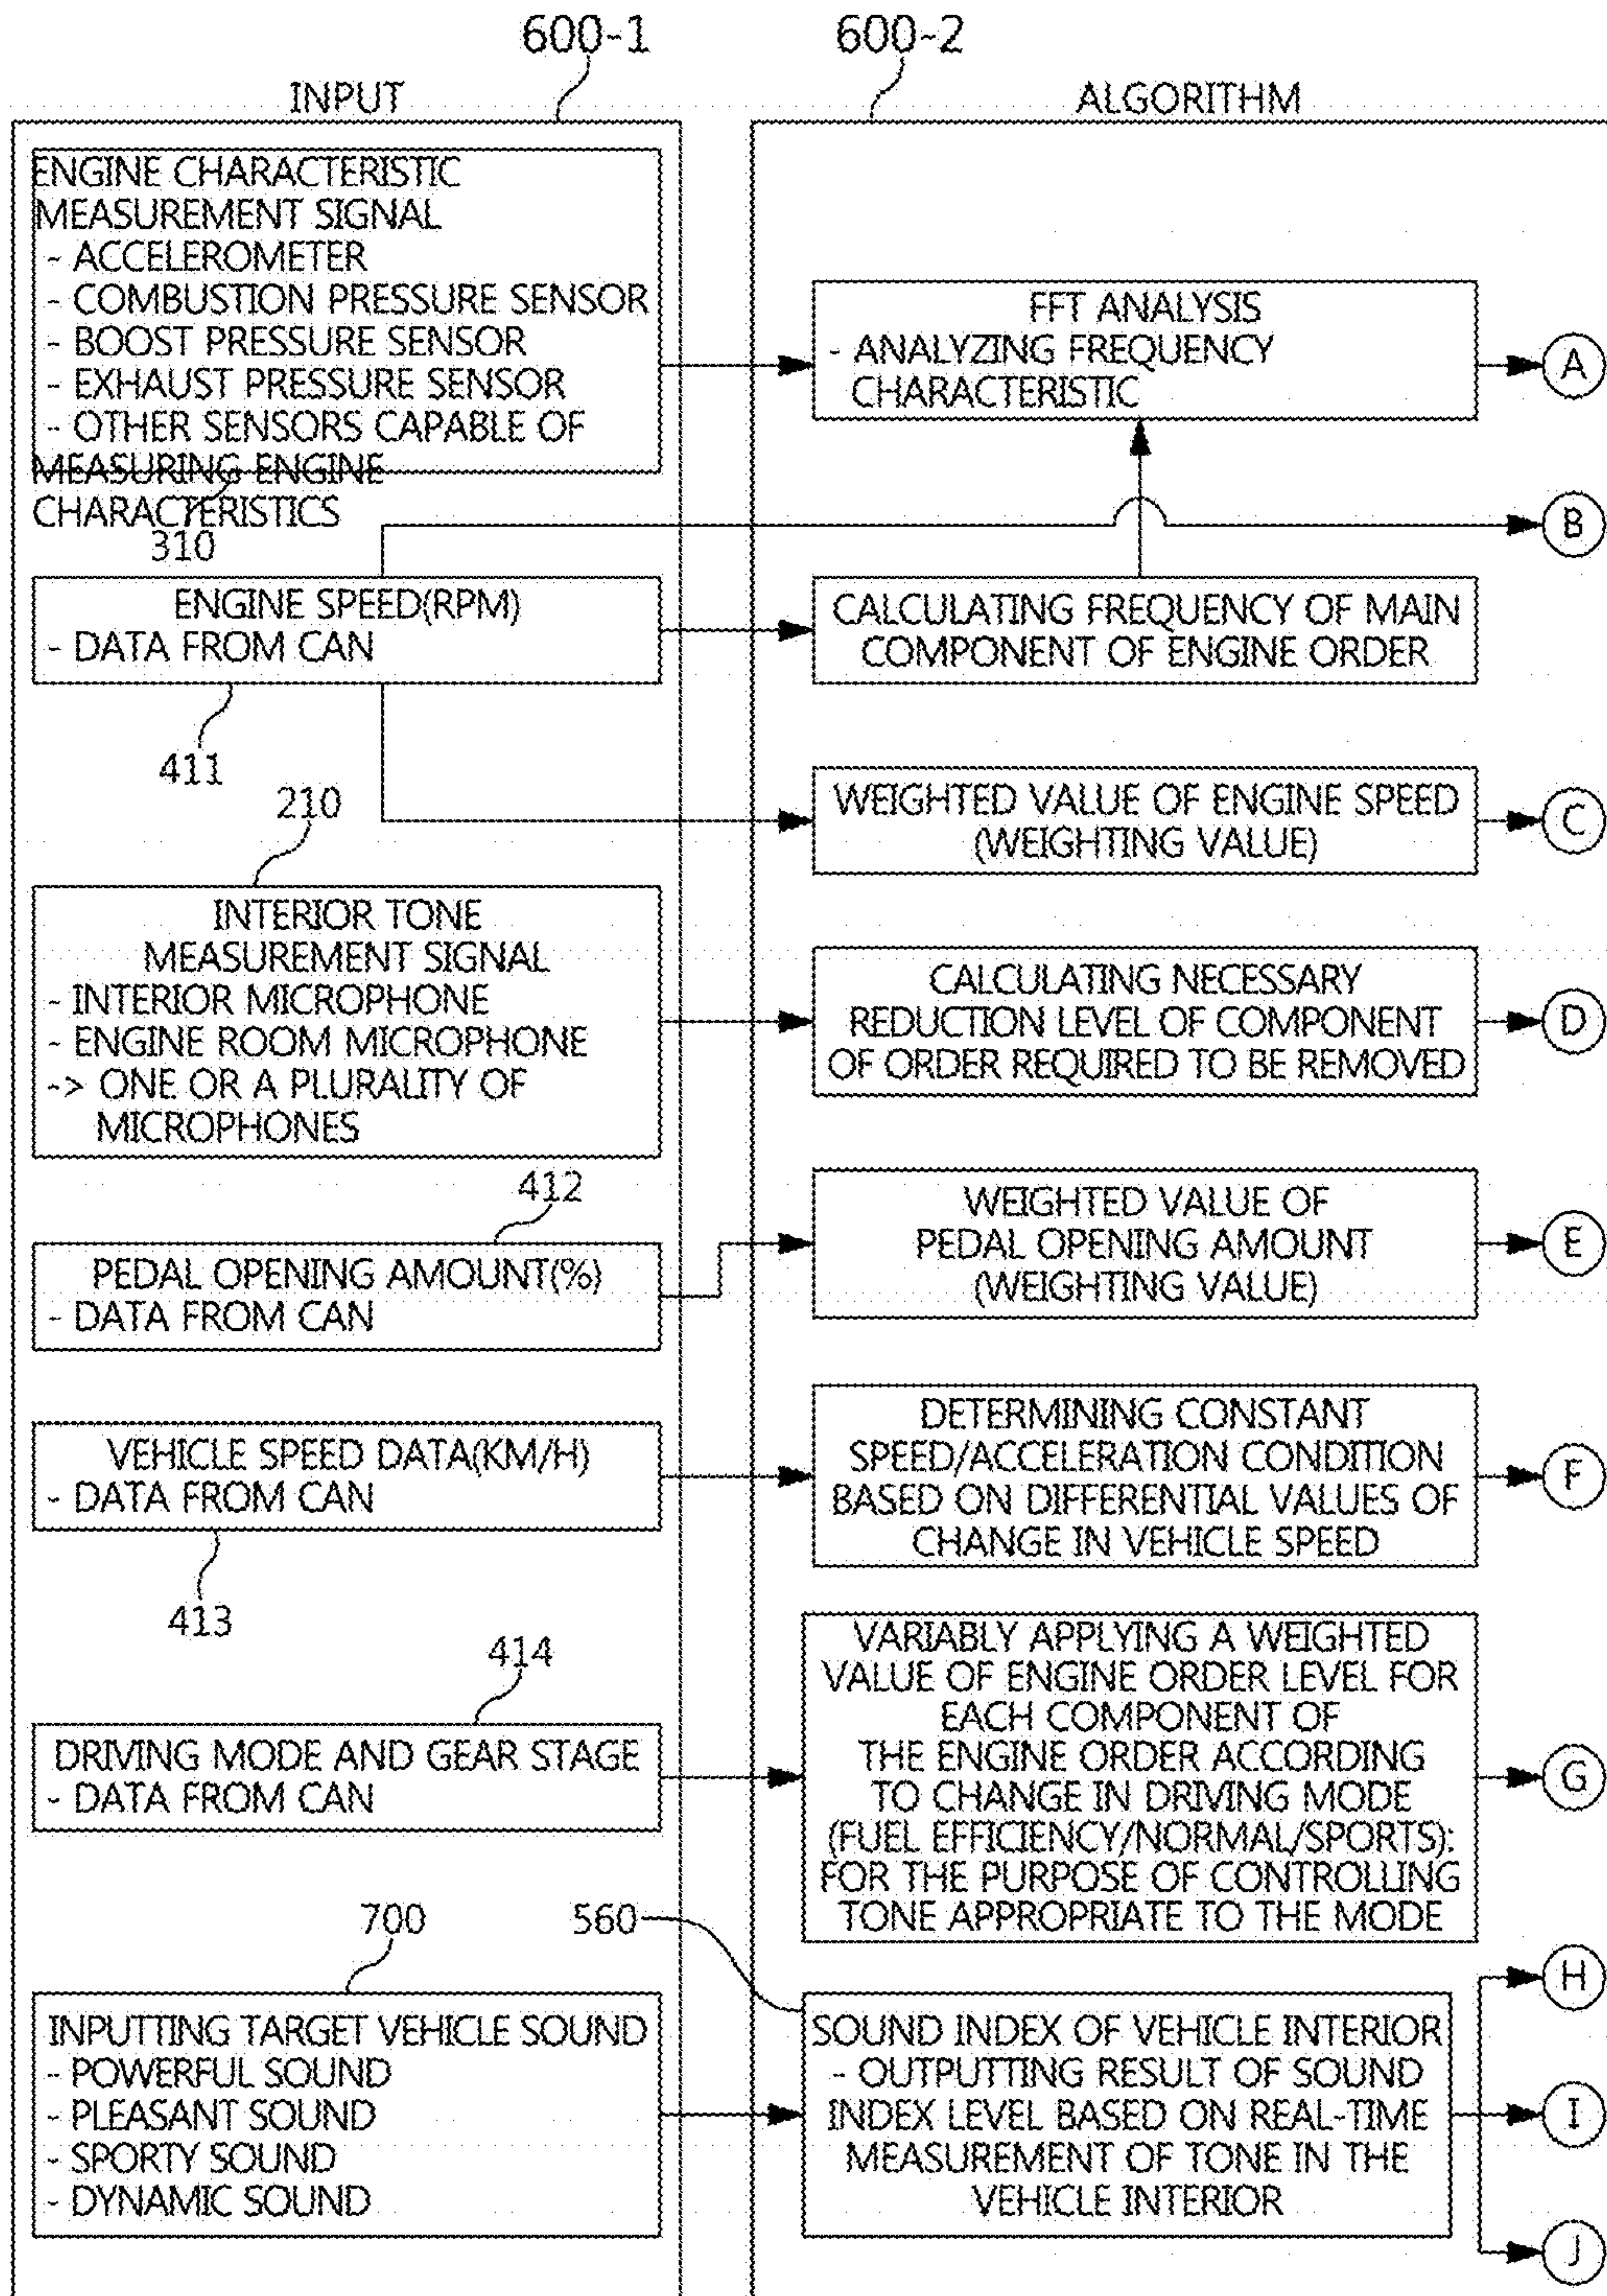 600-1
600-2
INPUT
ALGORITHM
ENGINE CHARACTERISTIC
MEASUREMENT SIGNAL
- ACCELEROMETER
- COMBUSTION PRESSURE SENSOR
- BOOST PRESSURE SENSOR
- EXHAUST PRESSURE SENSOR
- OTHER SENSORS CAPABLE OF
MEASURING ENGINE
CHARACTERISTICS
310
FFT ANALYSIS
- ANALYZING FREQUENCY
CHARACTERISTIC
A
B
ENGINE SPEED(RPM)
- DATA FROM CAN
411
CALCULATING FREQUENCY OF MAIN
COMPONENT OF ENGINE ORDER
WEIGHTED VALUE OF ENGINE SPEED
(WEIGHTING VALUE)
C
210
INTERIOR TONE
MEASUREMENT SIGNAL
- INTERIOR MICROPHONE
- ENGINE ROOM MICROPHONE
-> ONE OR A PLURALITY OF
MICROPHONES
CALCULATING NECESSARY
REDUCTION LEVEL OF COMPONENT
OF ORDER REQUIRED TO BE REMOVED
D
412
PEDAL OPENING AMOUNT(%)
- DATA FROM CAN
WEIGHTED VALUE OF
PEDAL OPENING AMOUNT
(WEIGHTING VALUE)
E
VEHICLE SPEED DATA(KM/H)
- DATA FROM CAN
413
DETERMINING CONSTANT
SPEED/ACCELERATION CONDITION
BASED ON DIFFERENTIAL VALUES OF
CHANGE IN VEHICLE SPEED
F
414
DRIVING MODE AND GEAR STAGE
- DATA FROM CAN
VARIABLY APPLYING A WEIGHTED
VALUE OF ENGINE ORDER LEVEL FOR
EACH COMPONENT OF
THE ENGINE ORDER ACCORDING
TO CHANGE IN DRIVING MODE
(FUEL EFFICIENCY/NORMAL/SPORTS):
FOR THE PURPOSE OF CONTROLLING
TONE APPROPRIATE TO THE MODE
G
700
560
INPUTTING TARGET VEHICLE SOUND
- POWERFUL SOUND
- PLEASANT SOUND
- SPORTY SOUND
- DYNAMIC SOUND
SOUND INDEX OF VEHICLE INTERIOR
- OUTPUTTING RESULT OF SOUND
INDEX LEVEL BASED ON REAL-TIME
MEASUREMENT OF TONE IN THE
VEHICLE INTERIOR
H
I
J